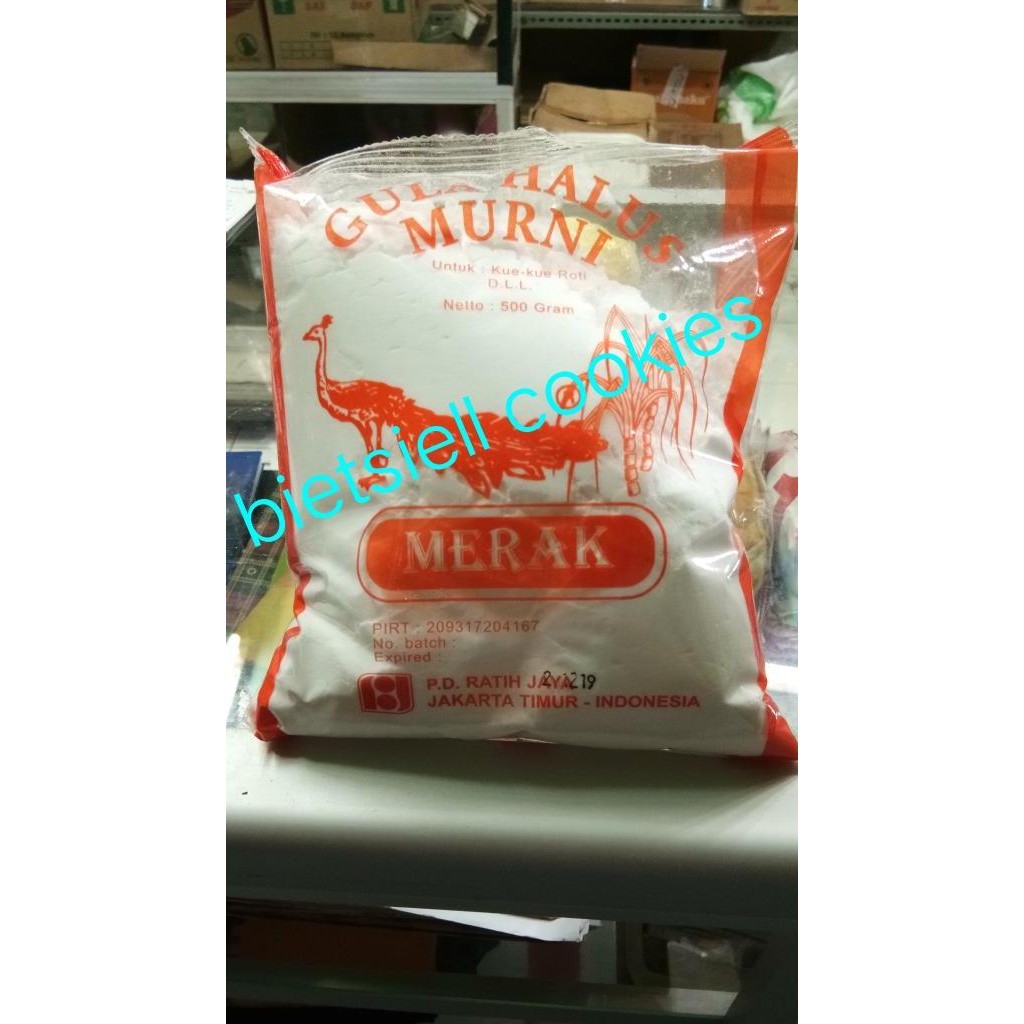 GULA HALUS
MURNI
Untuk : Kue-kue Roti
D.L.L.
Netto : 500 Gram
bietsiell cookies
MERAK
PIRT : 209317204167
No. batch :
Expired :
P.D. RATIH JAYA
JAKARTA TIMUR - INDONESIA